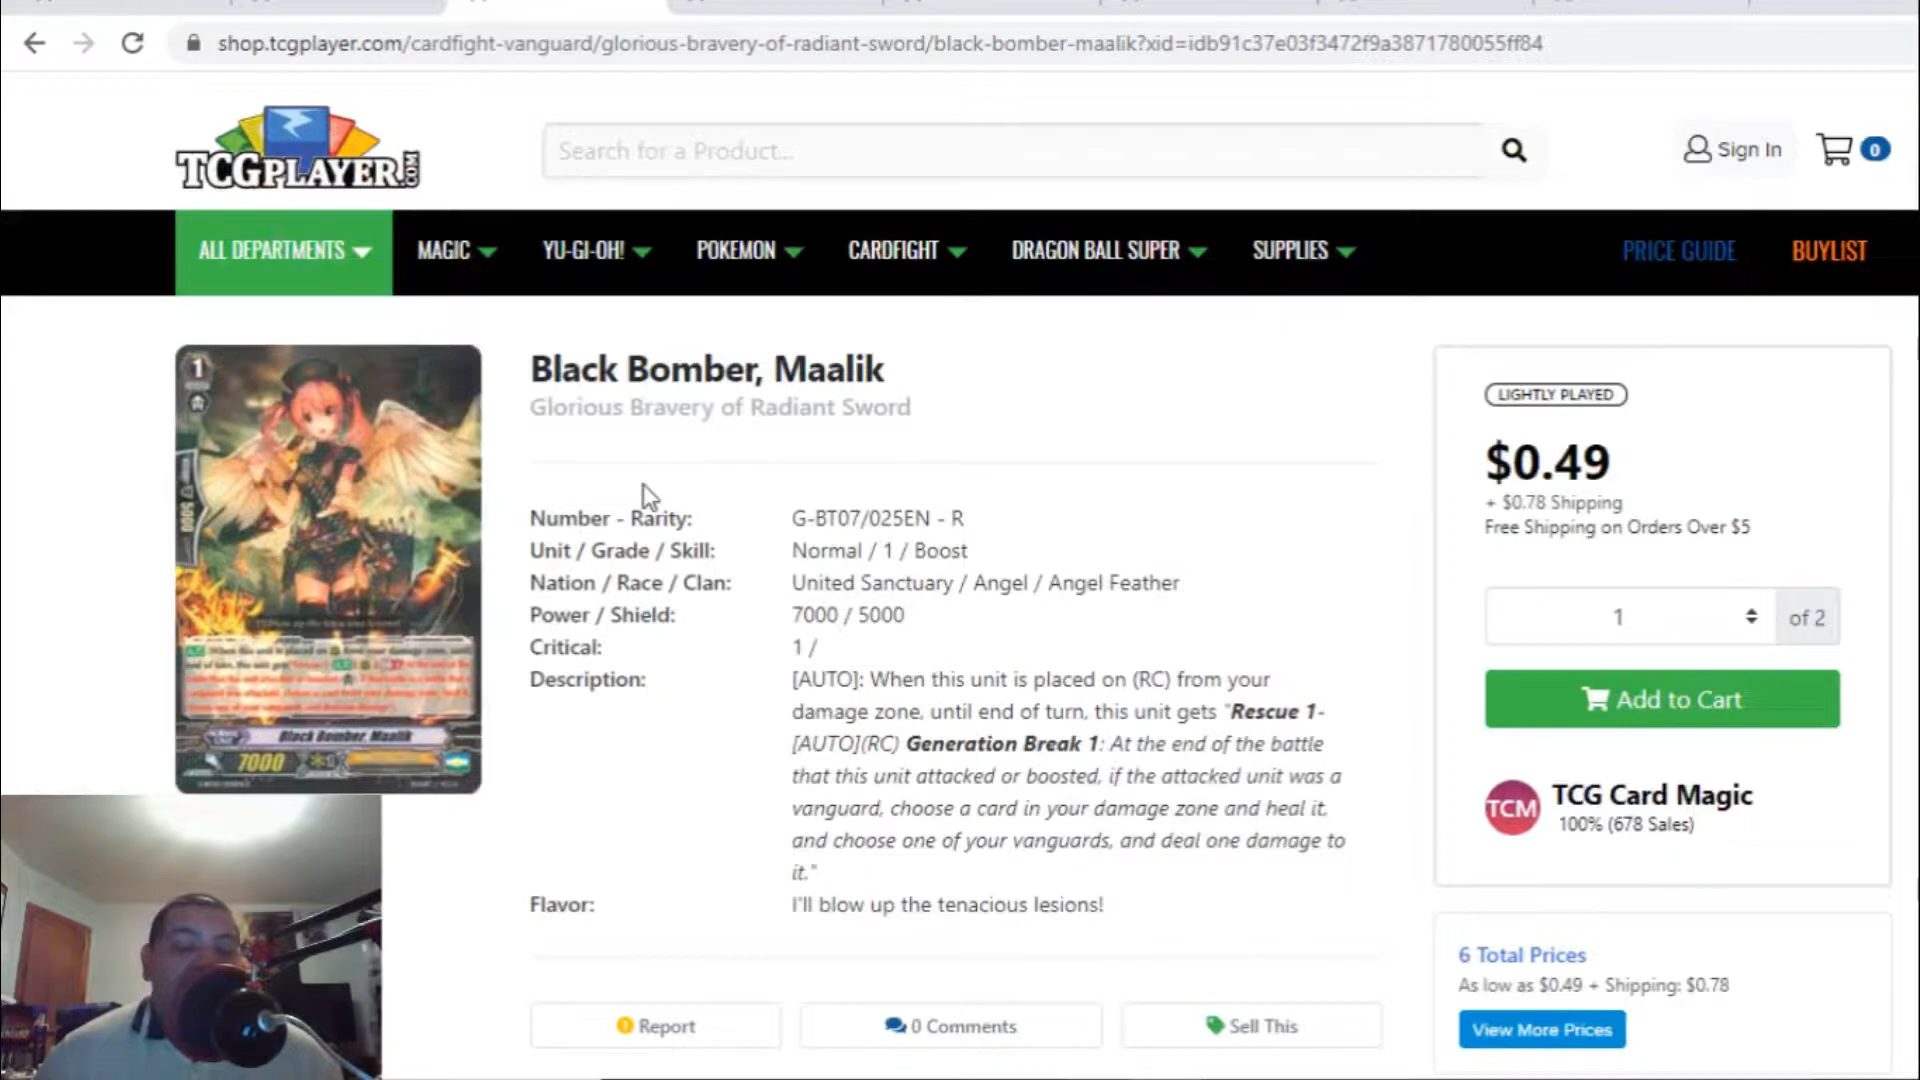 shop.tcgplayer.com/cardfight-vanguard/glorious-bravery-of-radiant-sword/black-bomber-maalik?xid=idb91c37e03f3472f9a3871780055ff84
TCGPLAYER.COM
Search for a Product...
Sign In
0
ALL DEPARTMENTS
MAGIC
YU-GI-OH!
POKEMON
CARDFIGHT
DRAGON BALL SUPER
SUPPLIES
PRICE GUIDE
BUYLIST
1
5000
Black Bomber, Maalik
7000
Black Bomber, Maalik
Glorious Bravery of Radiant Sword
Number - Rarity: G-BT07/025EN - R
Unit / Grade / Skill: Normal / 1 / Boost
Nation / Race / Clan: United Sanctuary / Angel / Angel Feather
Power / Shield: 7000 / 5000
Critical: 1 /
Description: [AUTO]: When this unit is placed on (RC) from your
damage zone, until end of turn, this unit gets "Rescue 1-
[AUTO](RC) Generation Break 1: At the end of the battle
that this unit attacked or boosted, if the attacked unit was a
vanguard, choose a card in your damage zone and heal it,
and choose one of your vanguards, and deal one damage to
it."
Flavor: I'll blow up the tenacious lesions!
Report
0 Comments
Sell This
LIGHTLY PLAYED
$0.49
+ $0.78 Shipping
Free Shipping on Orders Over $5
1 of 2
Add to Cart
TCM
TCG Card Magic
100% (678 Sales)
6 Total Prices
As low as $0.49 + Shipping: $0.78
View More Prices